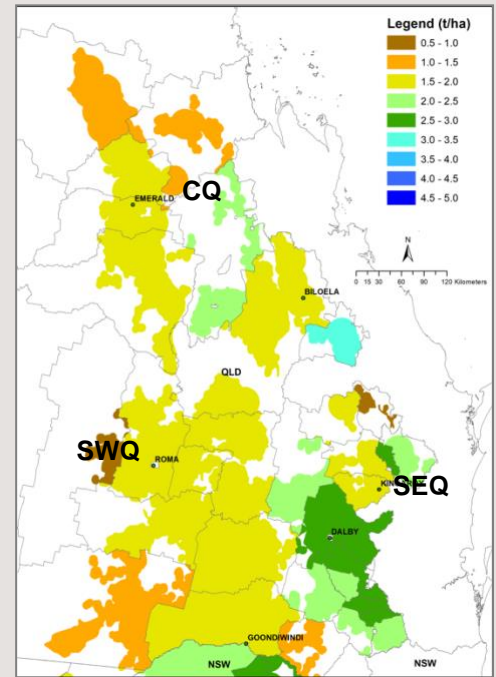 Legend (t/ha)
0.5 - 1.0
1.0 - 1.5
1.5 - 2.0
2.0 - 2.5
2.5 - 3.0
3.0 - 3.5
3.5 - 4.0
4.0 - 4.5
4.5 - 5.0
N
0 15 30 60 90 120 Kilometers
CQ
EMERALD
BILOELA
QLD
SWQ
ROMA
SEQ
DALBY
GOONDIWINDI
NSW
NSW